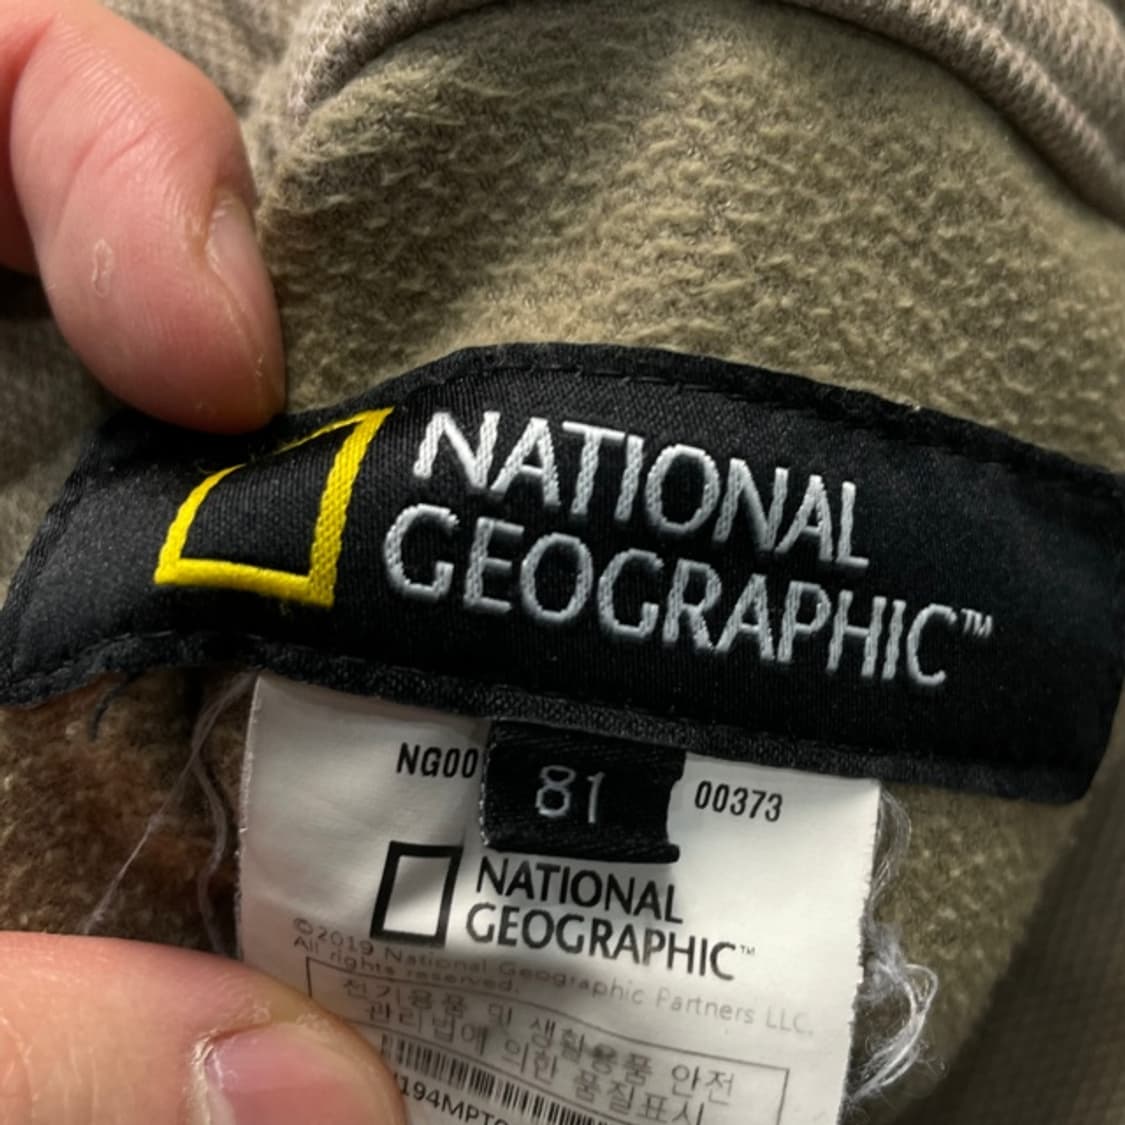 NATIONAL
GEOGRAPHIC™
NG00 81 00373
NATIONAL
GEOGRAPHIC™
©2019 National Geographic Partners LLC.
All rights reserved.
전기용품 및 생활용품 안전
관리법에 의한 품질표시